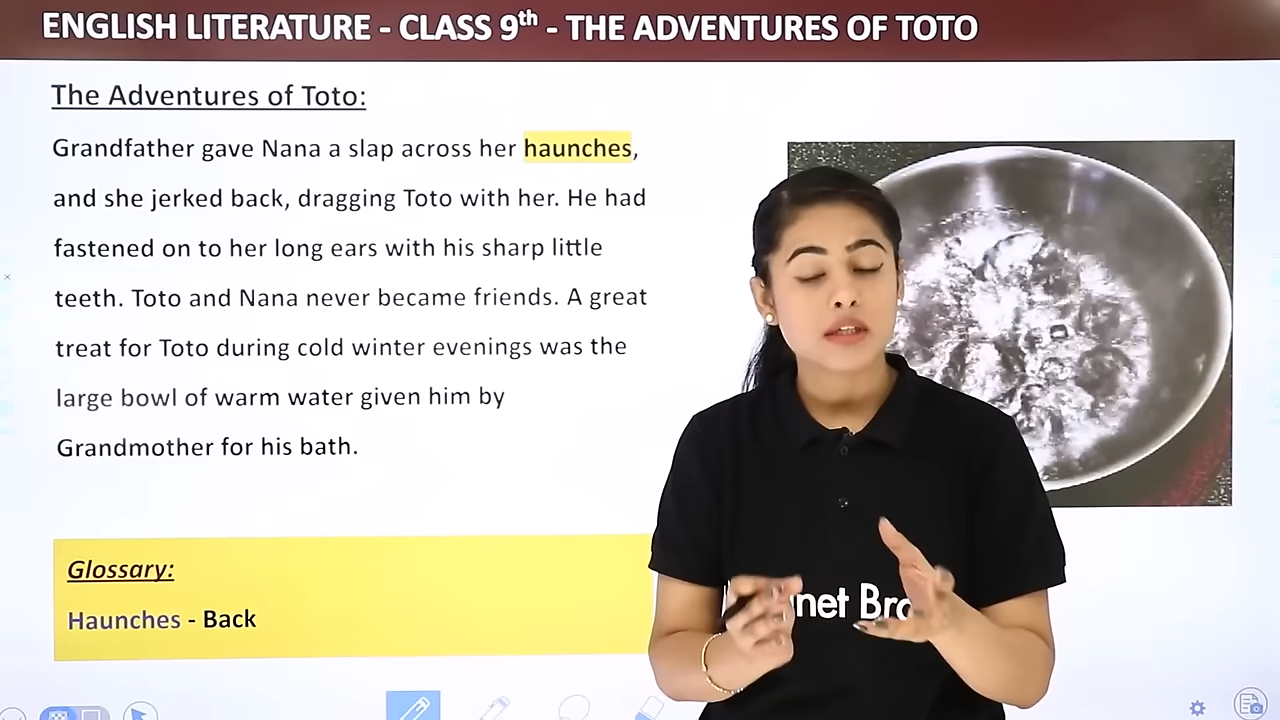 ENGLISH LITERATURE - CLASS 9th - THE ADVENTURES OF TOTO
The Adventures of Toto:
Grandfather gave Nana a slap across her haunches,
and she jerked back, dragging Toto with her. He had
fastened on to her long ears with his sharp little
teeth. Toto and Nana never became friends. A great
treat for Toto during cold winter evenings was the
large bowl of warm water given him by
Grandmother for his bath.
Glossary:
Haunches - Back